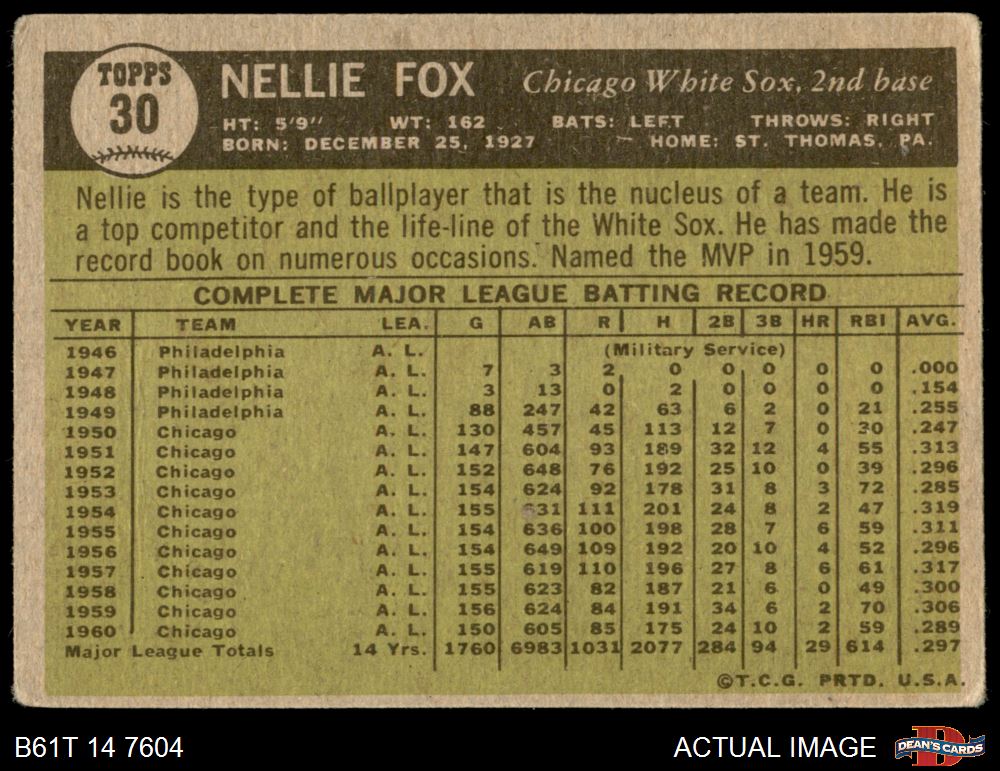 TOPPS
30
NELLIE FOX Chicago White Sox, 2nd base
HT: 5'9" WT: 162 BATS: LEFT THROWS: RIGHT
BORN: DECEMBER 25, 1927 HOME: ST. THOMAS, PA.
Nellie is the type of ballplayer that is the nucleus of a team. He is
a top competitor and the life-line of the White Sox. He has made the
record book on numerous occasions. Named the MVP in 1959.
COMPLETE MAJOR LEAGUE BATTING RECORD
YEAR TEAM LEA. G AB R H 2B 3B HR RBI AVG.
1946 Philadelphia A. L. (Military Service)
1947 Philadelphia A. L. 7 3 2 0 0 0 0 0 .000
1948 Philadelphia A. L. 3 13 0 2 0 0 0 0 .154
1949 Philadelphia A. L. 88 247 42 63 6 2 0 21 .255
1950 Chicago A. L. 130 457 45 113 12 7 0 30 .247
1951 Chicago A. L. 147 604 93 189 32 12 4 55 .313
1952 Chicago A. L. 152 648 76 192 25 10 0 39 .296
1953 Chicago A. L. 154 624 92 178 31 8 3 72 .285
1954 Chicago A. L. 155 631 111 201 24 8 2 47 .319
1955 Chicago A. L. 154 636 100 198 28 7 6 59 .311
1956 Chicago A. L. 154 649 109 192 20 10 4 52 .296
1957 Chicago A. L. 155 619 110 196 27 8 6 61 .317
1958 Chicago A. L. 155 623 82 187 21 6 0 49 .300
1959 Chicago A. L. 156 624 84 191 34 6 2 70 .306
1960 Chicago A. L. 150 605 85 175 24 10 2 59 .289
Major League Totals 14 Yrs. 1760 6983 1031 2077 284 94 29 614 .297
©T.C.G. PRTD. U.S.A.
B61T 14 7604 ACTUAL IMAGE DEAN'S CARDS